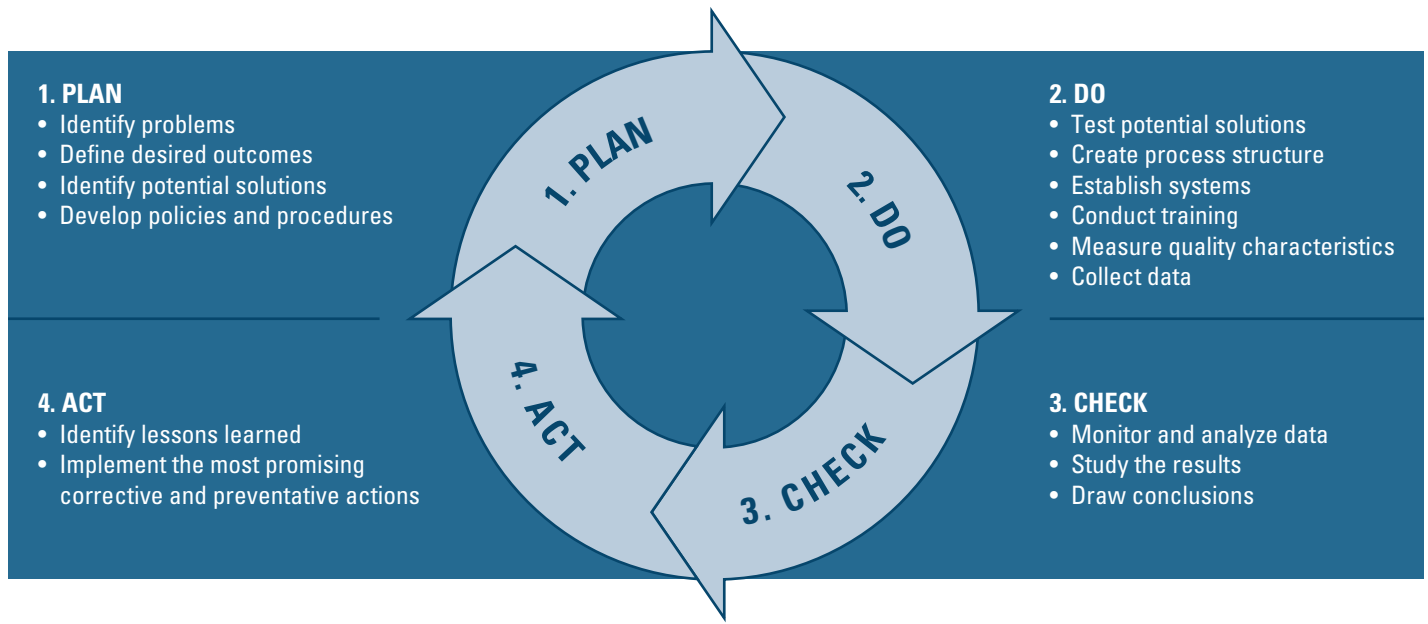 1. PLAN
• Identify problems
• Define desired outcomes
• Identify potential solutions
• Develop policies and procedures
2. DO
• Test potential solutions
• Create process structure
• Establish systems
• Conduct training
• Measure quality characteristics
• Collect data
3. CHECK
• Monitor and analyze data
• Study the results
• Draw conclusions
4. ACT
• Identify lessons learned
• Implement the most promising
corrective and preventative actions
1. PLAN
2. DO
3. CHECK
4. ACT